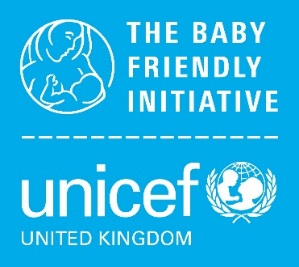 THE BABY
FRIENDLY
INITIATIVE
unicef
UNITED KINGDOM